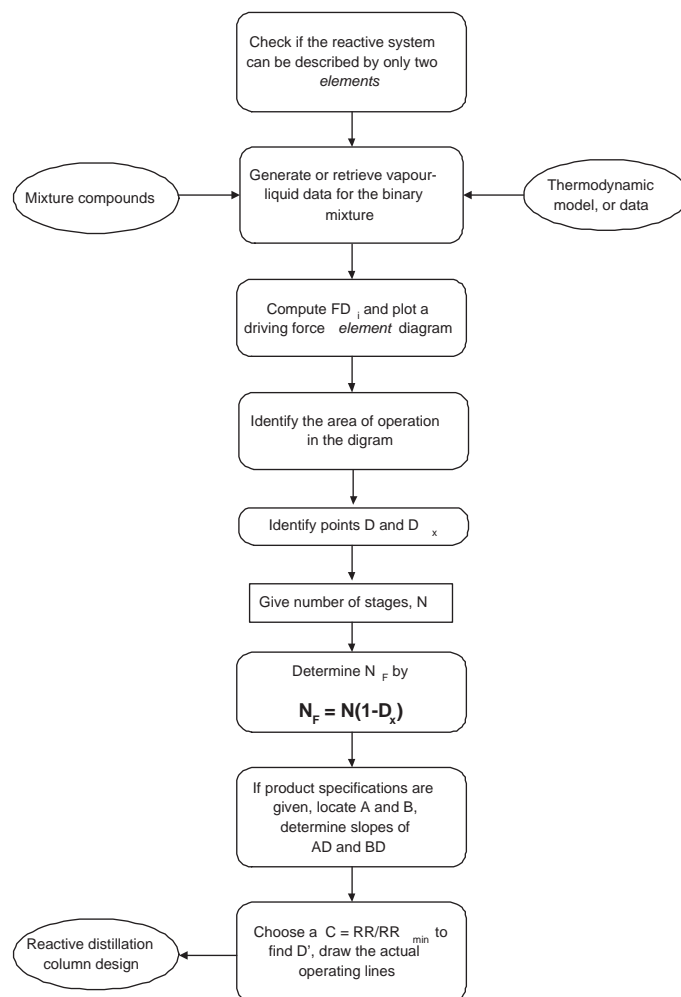 Check if the reactive system
can be described by only two
elements
Mixture compounds
Generate or retrieve vapour-
liquid data for the binary
mixture
Thermodynamic
model, or data
Compute FD i and plot a
driving force element diagram
Identify the area of operation
in the digram
Identify points D and D x
Give number of stages, N
Determine N F by
N_F = N(1-D_x)
If product specifications are
given, locate A and B,
determine slopes of
AD and BD
Choose a C = RR/RR min to
find D', draw the actual
operating lines
Reactive distillation
column design